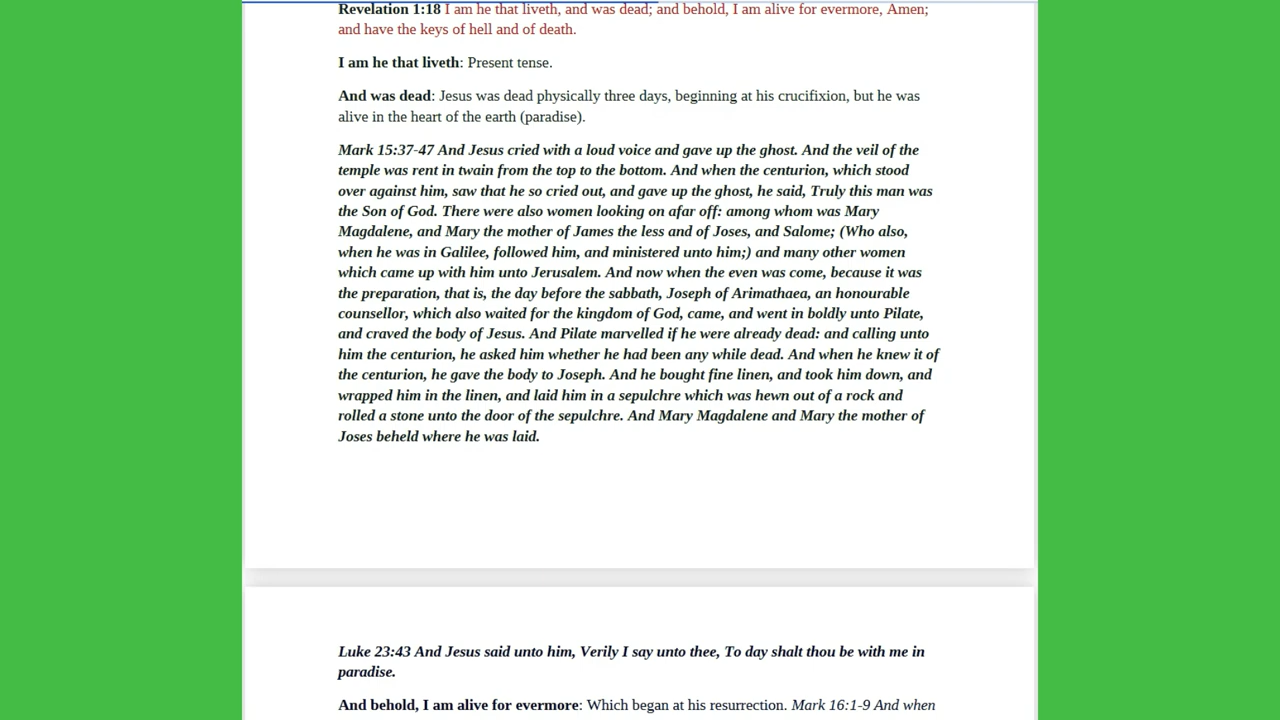 Revelation 1:18 I am he that liveth, and was dead; and behold, I am alive for evermore, Amen;
and have the keys of hell and of death.
I am he that liveth: Present tense.
And was dead: Jesus was dead physically three days, beginning at his crucifixion, but he was
alive in the heart of the earth (paradise).
Mark 15:37-47 And Jesus cried with a loud voice and gave up the ghost. And the veil of the
temple was rent in twain from the top to the bottom. And when the centurion, which stood
over against him, saw that he so cried out, and gave up the ghost, he said, Truly this man was
the Son of God. There were also women looking on afar off: among whom was Mary
Magdalene, and Mary the mother of James the less and of Joses, and Salome; (Who also,
when he was in Galilee, followed him, and ministered unto him;) and many other women
which came up with him unto Jerusalem. And now when the even was come, because it was
the preparation, that is, the day before the sabbath, Joseph of Arimathaea, an honourable
counsellor, which also waited for the kingdom of God, came, and went in boldly unto Pilate,
and craved the body of Jesus. And Pilate marvelled if he were already dead: and calling unto
him the centurion, he asked him whether he had been any while dead. And when he knew it of
the centurion, he gave the body to Joseph. And he bought fine linen, and took him down, and
wrapped him in the linen, and laid him in a sepulchre which was hewn out of a rock and
rolled a stone unto the door of the sepulchre. And Mary Magdalene and Mary the mother of
Joses beheld where he was laid.
Luke 23:43 And Jesus said unto him, Verily I say unto thee, To day shalt thou be with me in
paradise.
And behold, I am alive for evermore: Which began at his resurrection. Mark 16:1-9 And when